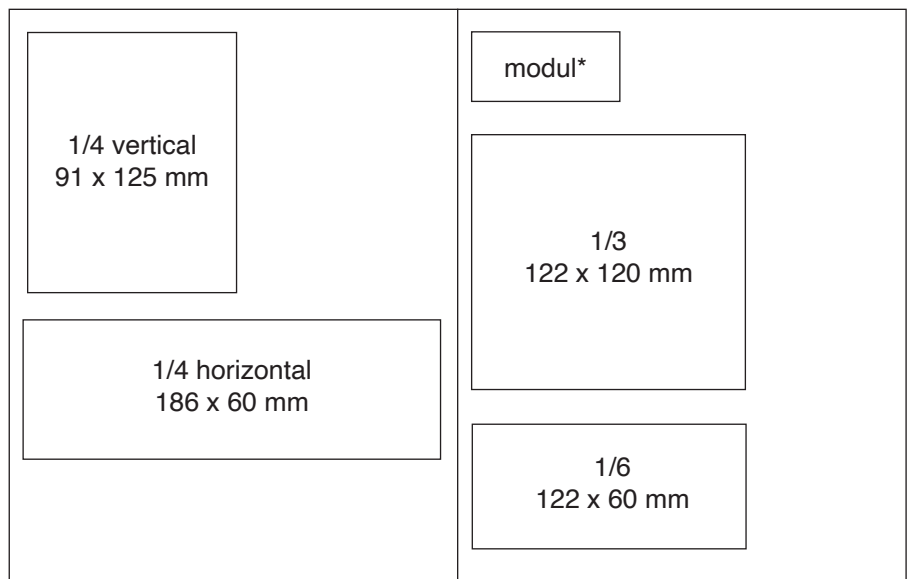 1/4 vertical
91 x 125 mm
1/4 horizontal
186 x 60 mm
modul*
1/3
122 x 120 mm
1/6
122 x 60 mm